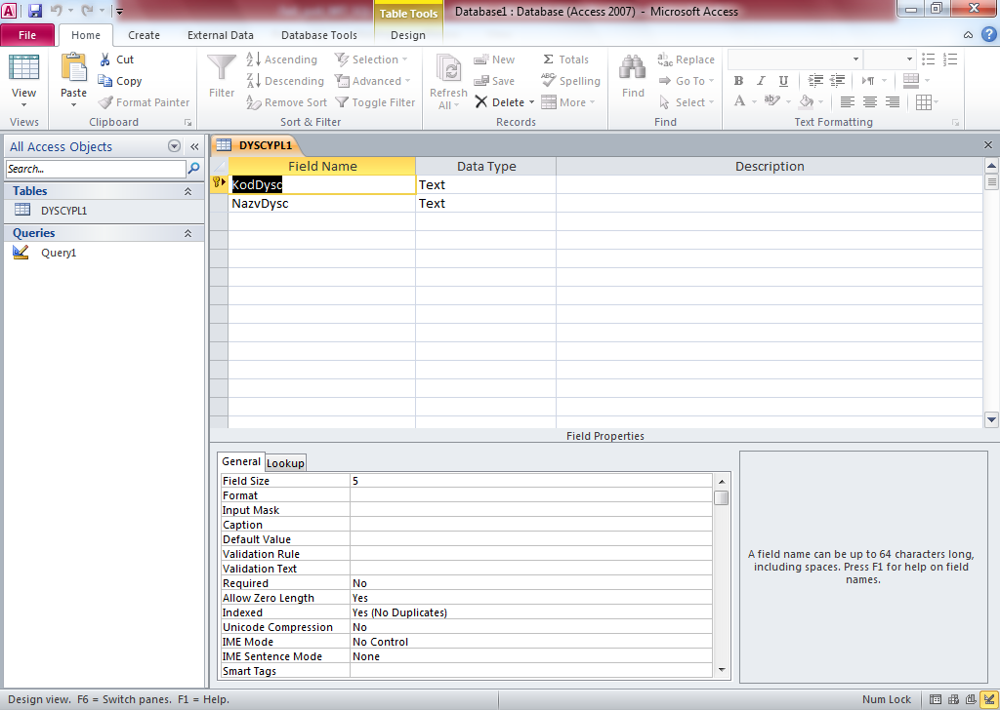 Table Tools
Database1 : Database (Access 2007) - Microsoft Access
File Home Create External Data Database Tools Design
View
Views
Paste
Cut
Copy
Format Painter
Clipboard
Filter
Ascending
Descending
Remove Sort
Selection
Advanced
Toggle Filter
Sort & Filter
Refresh
All
New
Save
Delete
Totals
Spelling
More
Records
Find
Replace
Go To
Select
Find
B I U
A ab
Text Formatting
All Access Objects
Search...
Tables
DYSCYPL1
Queries
Query1
DYSCYPL1
Field Name Data Type Description
KodDysc Text
NazvDysc Text
Field Properties
General Lookup
Field Size 5
Format
Input Mask
Caption
Default Value
Validation Rule
Validation Text
Required No
Allow Zero Length Yes
Indexed Yes (No Duplicates)
Unicode Compression No
IME Mode No Control
IME Sentence Mode None
Smart Tags
A field name can be up to 64 characters long,
including spaces. Press F1 for help on field
names.
Design view. F6 = Switch panes. F1 = Help.
Num Lock